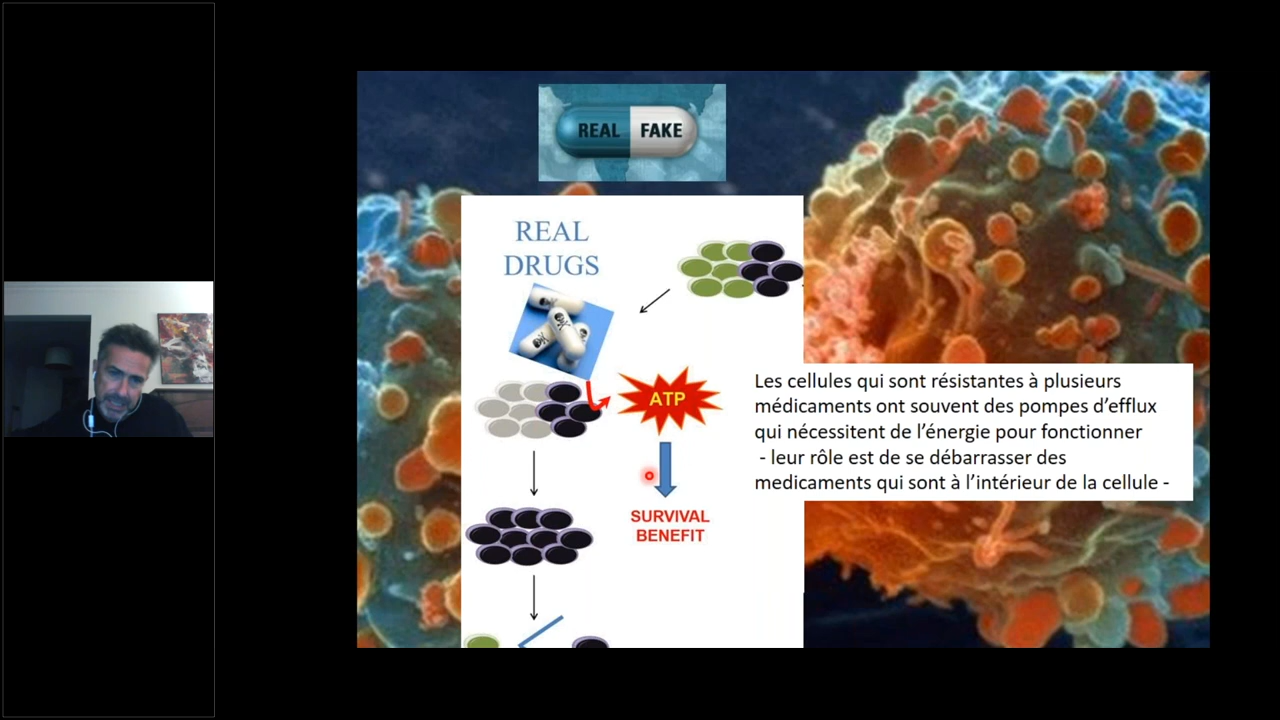 REAL FAKE
REAL
DRUGS
ATP
SURVIVAL
BENEFIT
Les cellules qui sont résistantes à plusieurs
médicaments ont souvent des pompes d’efflux
qui nécessitent de l’énergie pour fonctionner
- leur rôle est de se débarrasser des
medicaments qui sont à l’intérieur de la cellule -